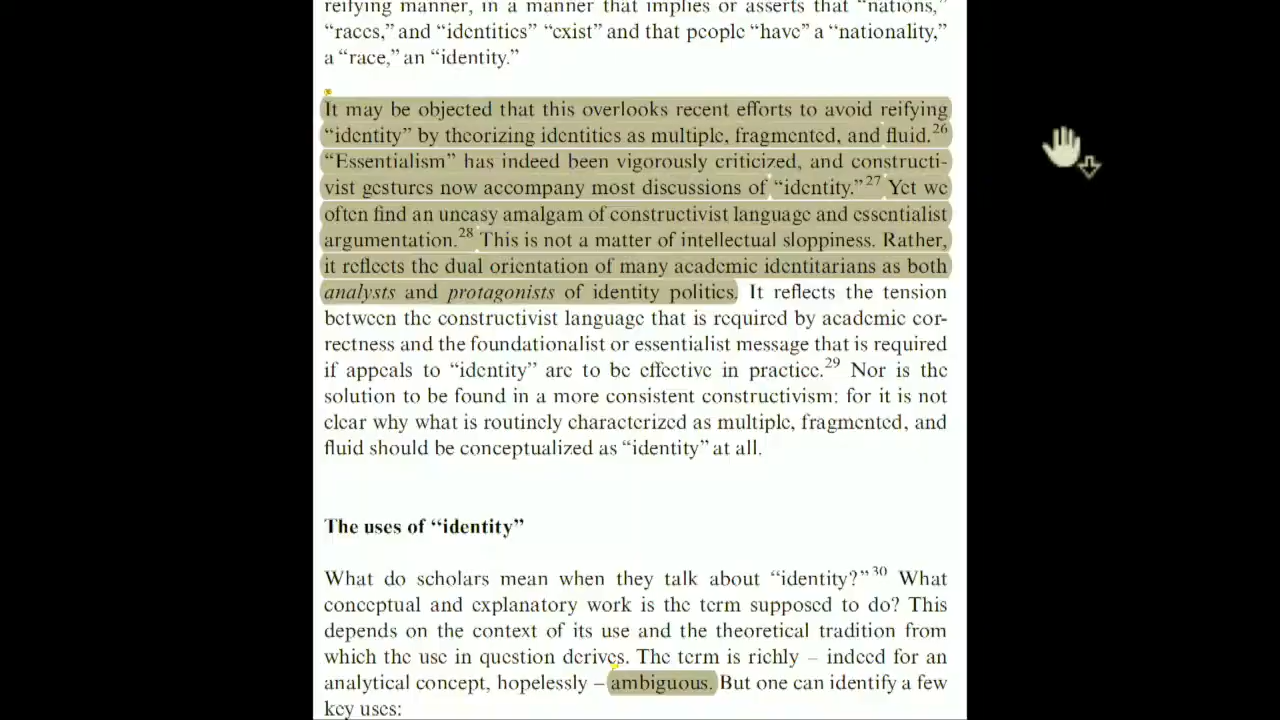 reifying manner, in a manner that implies or asserts that “nations,”
“races,” and “identities” “exist” and that people “have” a “nationality,”
a “race,” an “identity.”
It may be objected that this overlooks recent efforts to avoid reifying
“identity” by theorizing identities as multiple, fragmented, and fluid.26
“Essentialism” has indeed been vigorously criticized, and constructi-
vist gestures now accompany most discussions of “identity.”27 Yet we
often find an uneasy amalgam of constructivist language and essentialist
argumentation.28 This is not a matter of intellectual sloppiness. Rather,
it reflects the dual orientation of many academic identitarians as both
analysts and protagonists of identity politics. It reflects the tension
between the constructivist language that is required by academic cor-
rectness and the foundationalist or essentialist message that is required
if appeals to “identity” are to be effective in practice.29 Nor is the
solution to be found in a more consistent constructivism: for it is not
clear why what is routinely characterized as multiple, fragmented, and
fluid should be conceptualized as “identity” at all.
The uses of “identity”
What do scholars mean when they talk about “identity?”30 What
conceptual and explanatory work is the term supposed to do? This
depends on the context of its use and the theoretical tradition from
which the use in question derives. The term is richly – indeed for an
analytical concept, hopelessly – ambiguous. But one can identify a few
key uses: